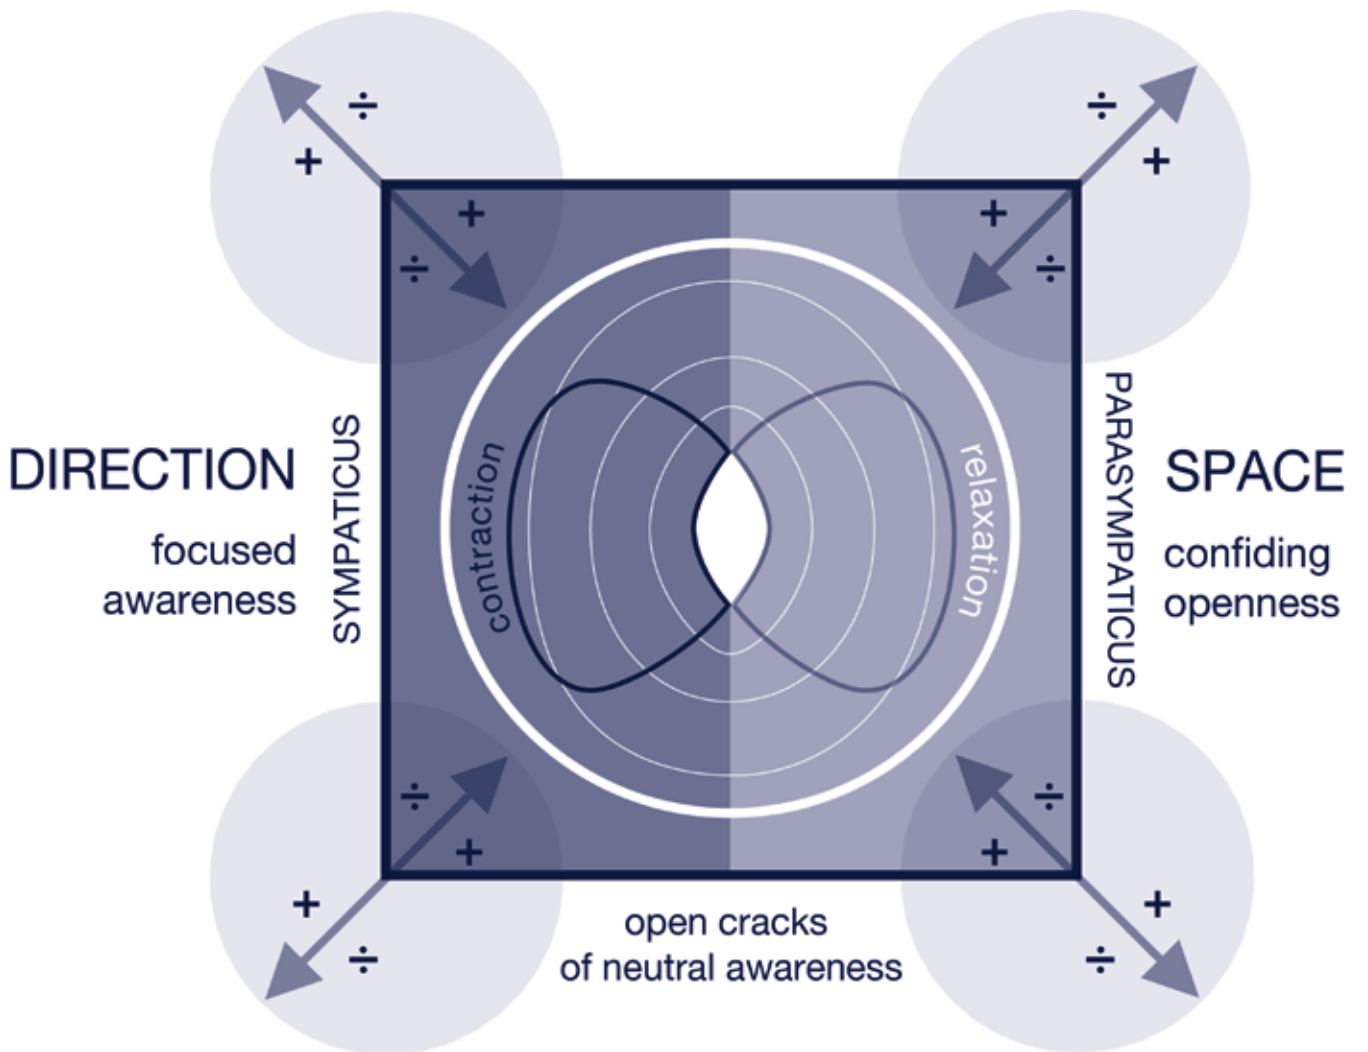 ÷
+
+
÷
÷
+
+
÷
DIRECTION
focused
awareness
SYMPATICUS
contraction
relaxation
PARASYMPATICUS
SPACE
confiding
openness
÷
+
+
÷
÷
+
+
÷
open cracks
of neutral awareness